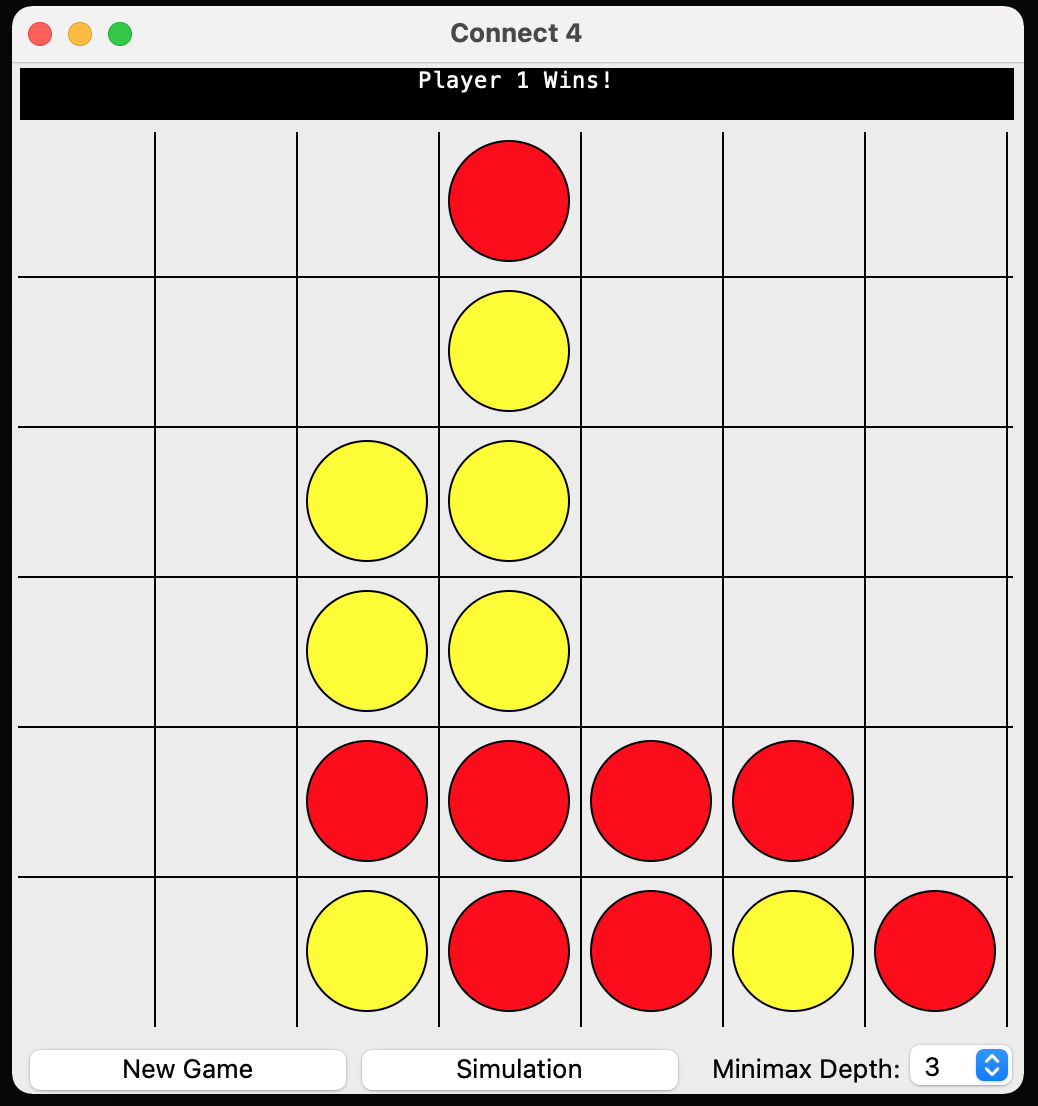 Connect 4
Player 1 Wins!
New Game
Simulation
Minimax Depth: 3